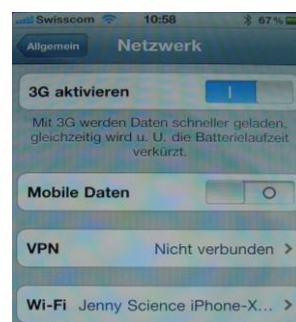 Swisscom 10:58 67%
Allgemein Netzwerk
3G aktivieren
Mit 3G werden Daten schneller geladen,
gleichzeitig wird u. U. die Batterielaufzeit
verkürzt.
Mobile Daten
VPN Nicht verbunden
Wi-Fi Jenny Science iPhone-X...